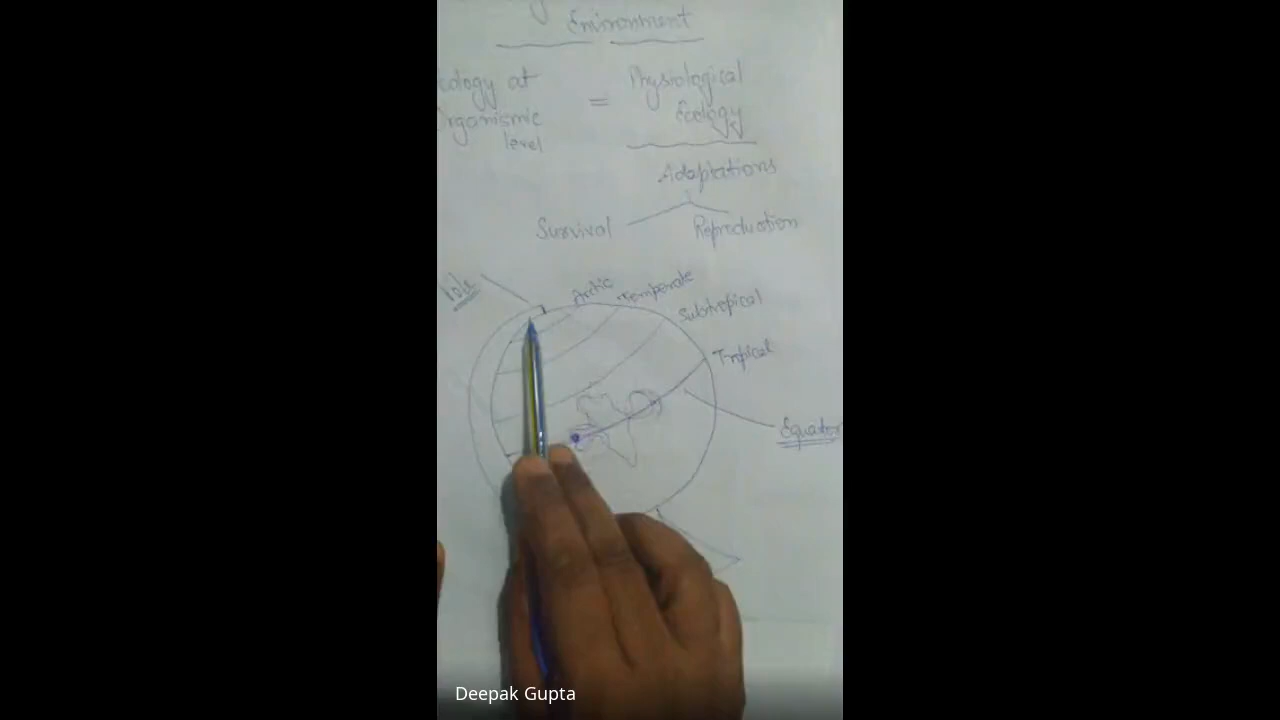 Environment
Ecology at = Physiological
Organismic Ecology
level
Adaptations
Survival Reproduction
Pole
Arctic
Temperate
Subtropical
Tropical
Equator
Deepak Gupta